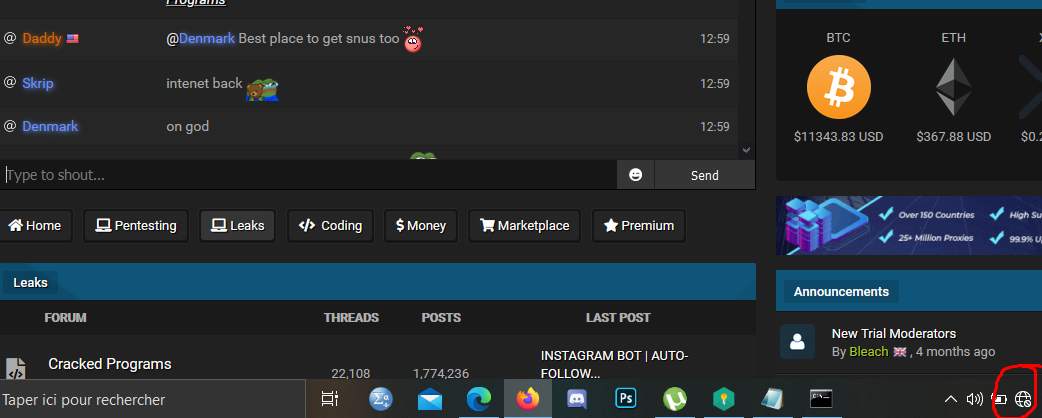 Programs
@ Daddy @Denmark Best place to get snus too 12:59
@ Skrip intenet back 12:59
@ Denmark on god 12:59
Type to shout... Send
Home Pentesting Leaks Coding Money Marketplace Premium
Leaks
FORUM THREADS POSTS LAST POST
Cracked Programs 22,108 1,774,236 INSTAGRAM BOT | AUTO-
FOLLOW...
BTC ETH
$11343.83 USD $367.88 USD $0.2
Over 150 Countries High Su
25+ Million Proxies 99.9% U
Announcements
New Trial Moderators
By Bleach , 4 months ago
Taper ici pour rechercher
Ps